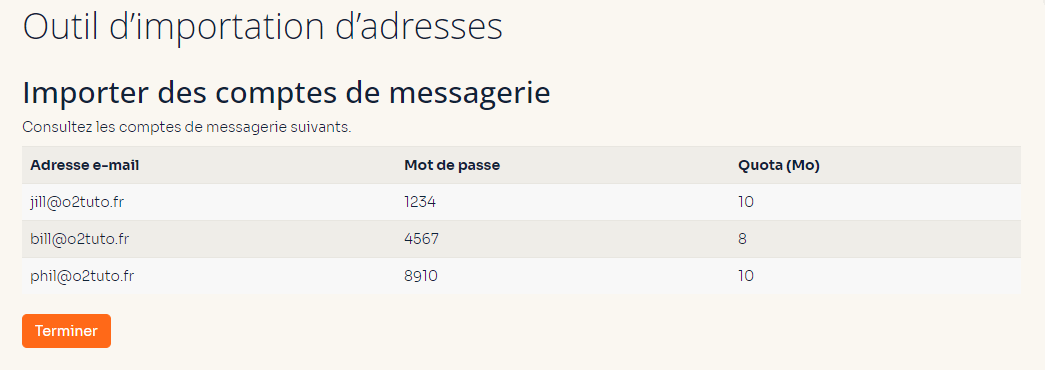 Outil d’importation d’adresses
Importer des comptes de messagerie
Consultez les comptes de messagerie suivants.
Adresse e-mail Mot de passe Quota (Mo)
jill@o2tuto.fr 1234 10
bill@o2tuto.fr 4567 8
phil@o2tuto.fr 8910 10
Terminer